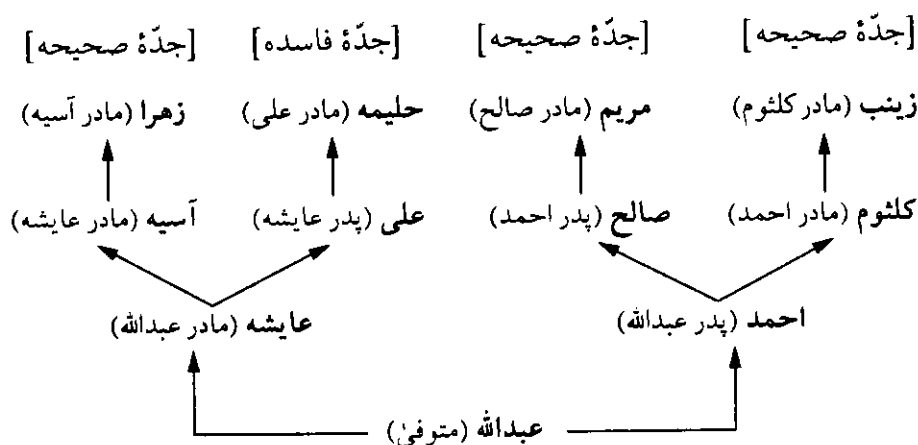 [جدّهٔ صحیحه] [جدّهٔ صحیحه] [جدّهٔ فاسده] [جدّهٔ صحیحه]
زینب (مادر کلثوم) مریم (مادر صالح) حلیمه (مادر علی) زهرا (مادر آسیه)
کلثوم (مادر احمد) صالح (پدر احمد) علی (پدر عایشه) آسیه (مادر عایشه)
احمد (پدر عبدالله) عایشه (مادر عبدالله)
عبدالله (متوفیٰ)